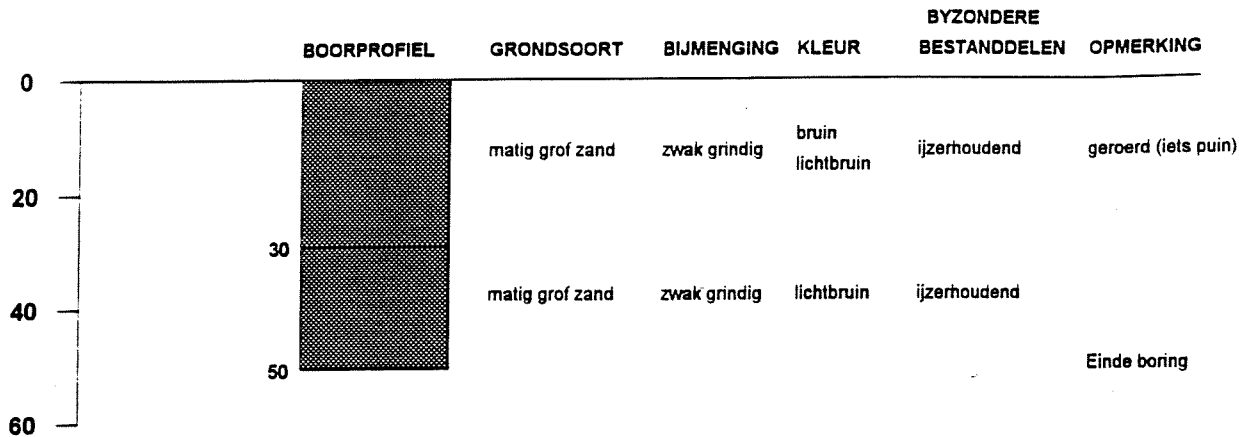 BYZONDERE
BOORPROFIEL GRONDSOORT BIJMENGING KLEUR BESTANDDELEN OPMERKING
0
bruin
matig grof zand zwak grindig lichtbruin ijzerhoudend geroerd (iets puin)
20
30
matig grof zand zwak grindig lichtbruin ijzerhoudend
40
Einde boring
50
60